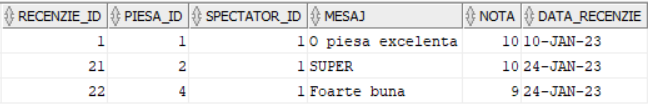 RECENZIE_ID PIESA_ID SPECTATOR_ID MESAJ NOTA DATA_RECENZIE
1 1 1 O piesa excelenta 10 10-JAN-23
21 2 1 SUPER 10 24-JAN-23
22 4 1 Foarte buna 9 24-JAN-23